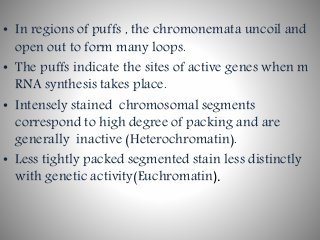 • In regions of puffs , the chromonemata uncoil and
open out to form many loops.
• The puffs indicate the sites of active genes when m
RNA synthesis takes place.
• Intensely stained chromosomal segments
correspond to high degree of packing and are
generally inactive (Heterochromatin).
• Less tightly packed segmented stain less distinctly
with genetic activity(Euchromatin).